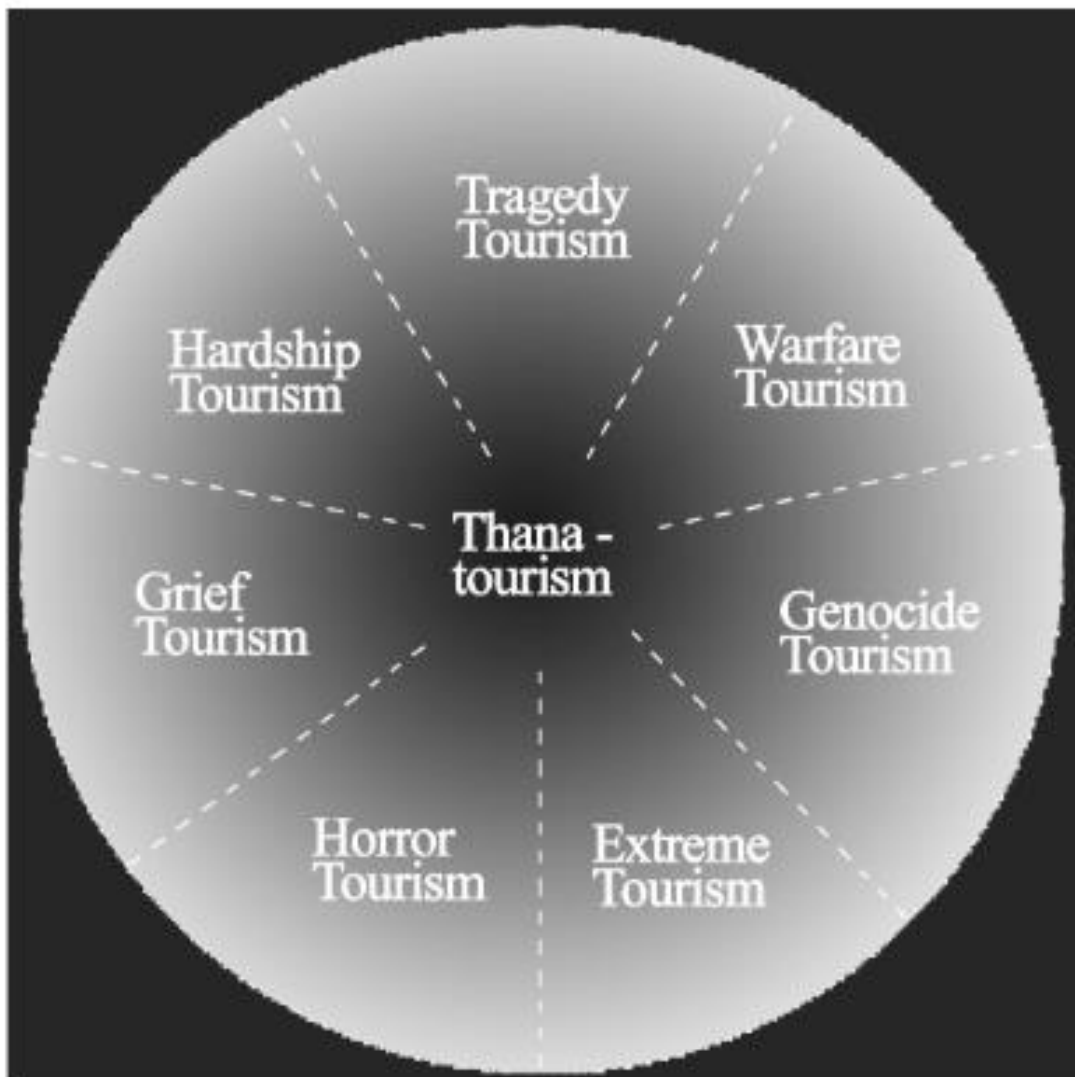 Tragedy
Tourism
Hardship
Tourism
Warfare
Tourism
Thana -
tourism
Grief
Tourism
Genocide
Tourism
Horror
Tourism
Extreme
Tourism